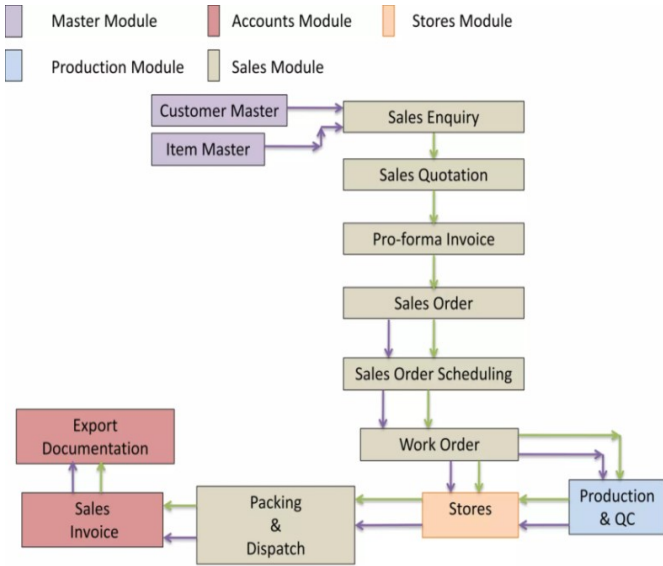 Master Module
Accounts Module
Stores Module
Production Module
Sales Module
Customer Master
Sales Enquiry
Item Master
Sales Quotation
Pro-forma Invoice
Sales Order
Sales Order Scheduling
Export
Documentation
Work Order
Sales
Invoice
Packing
&
Dispatch
Stores
Production
& QC